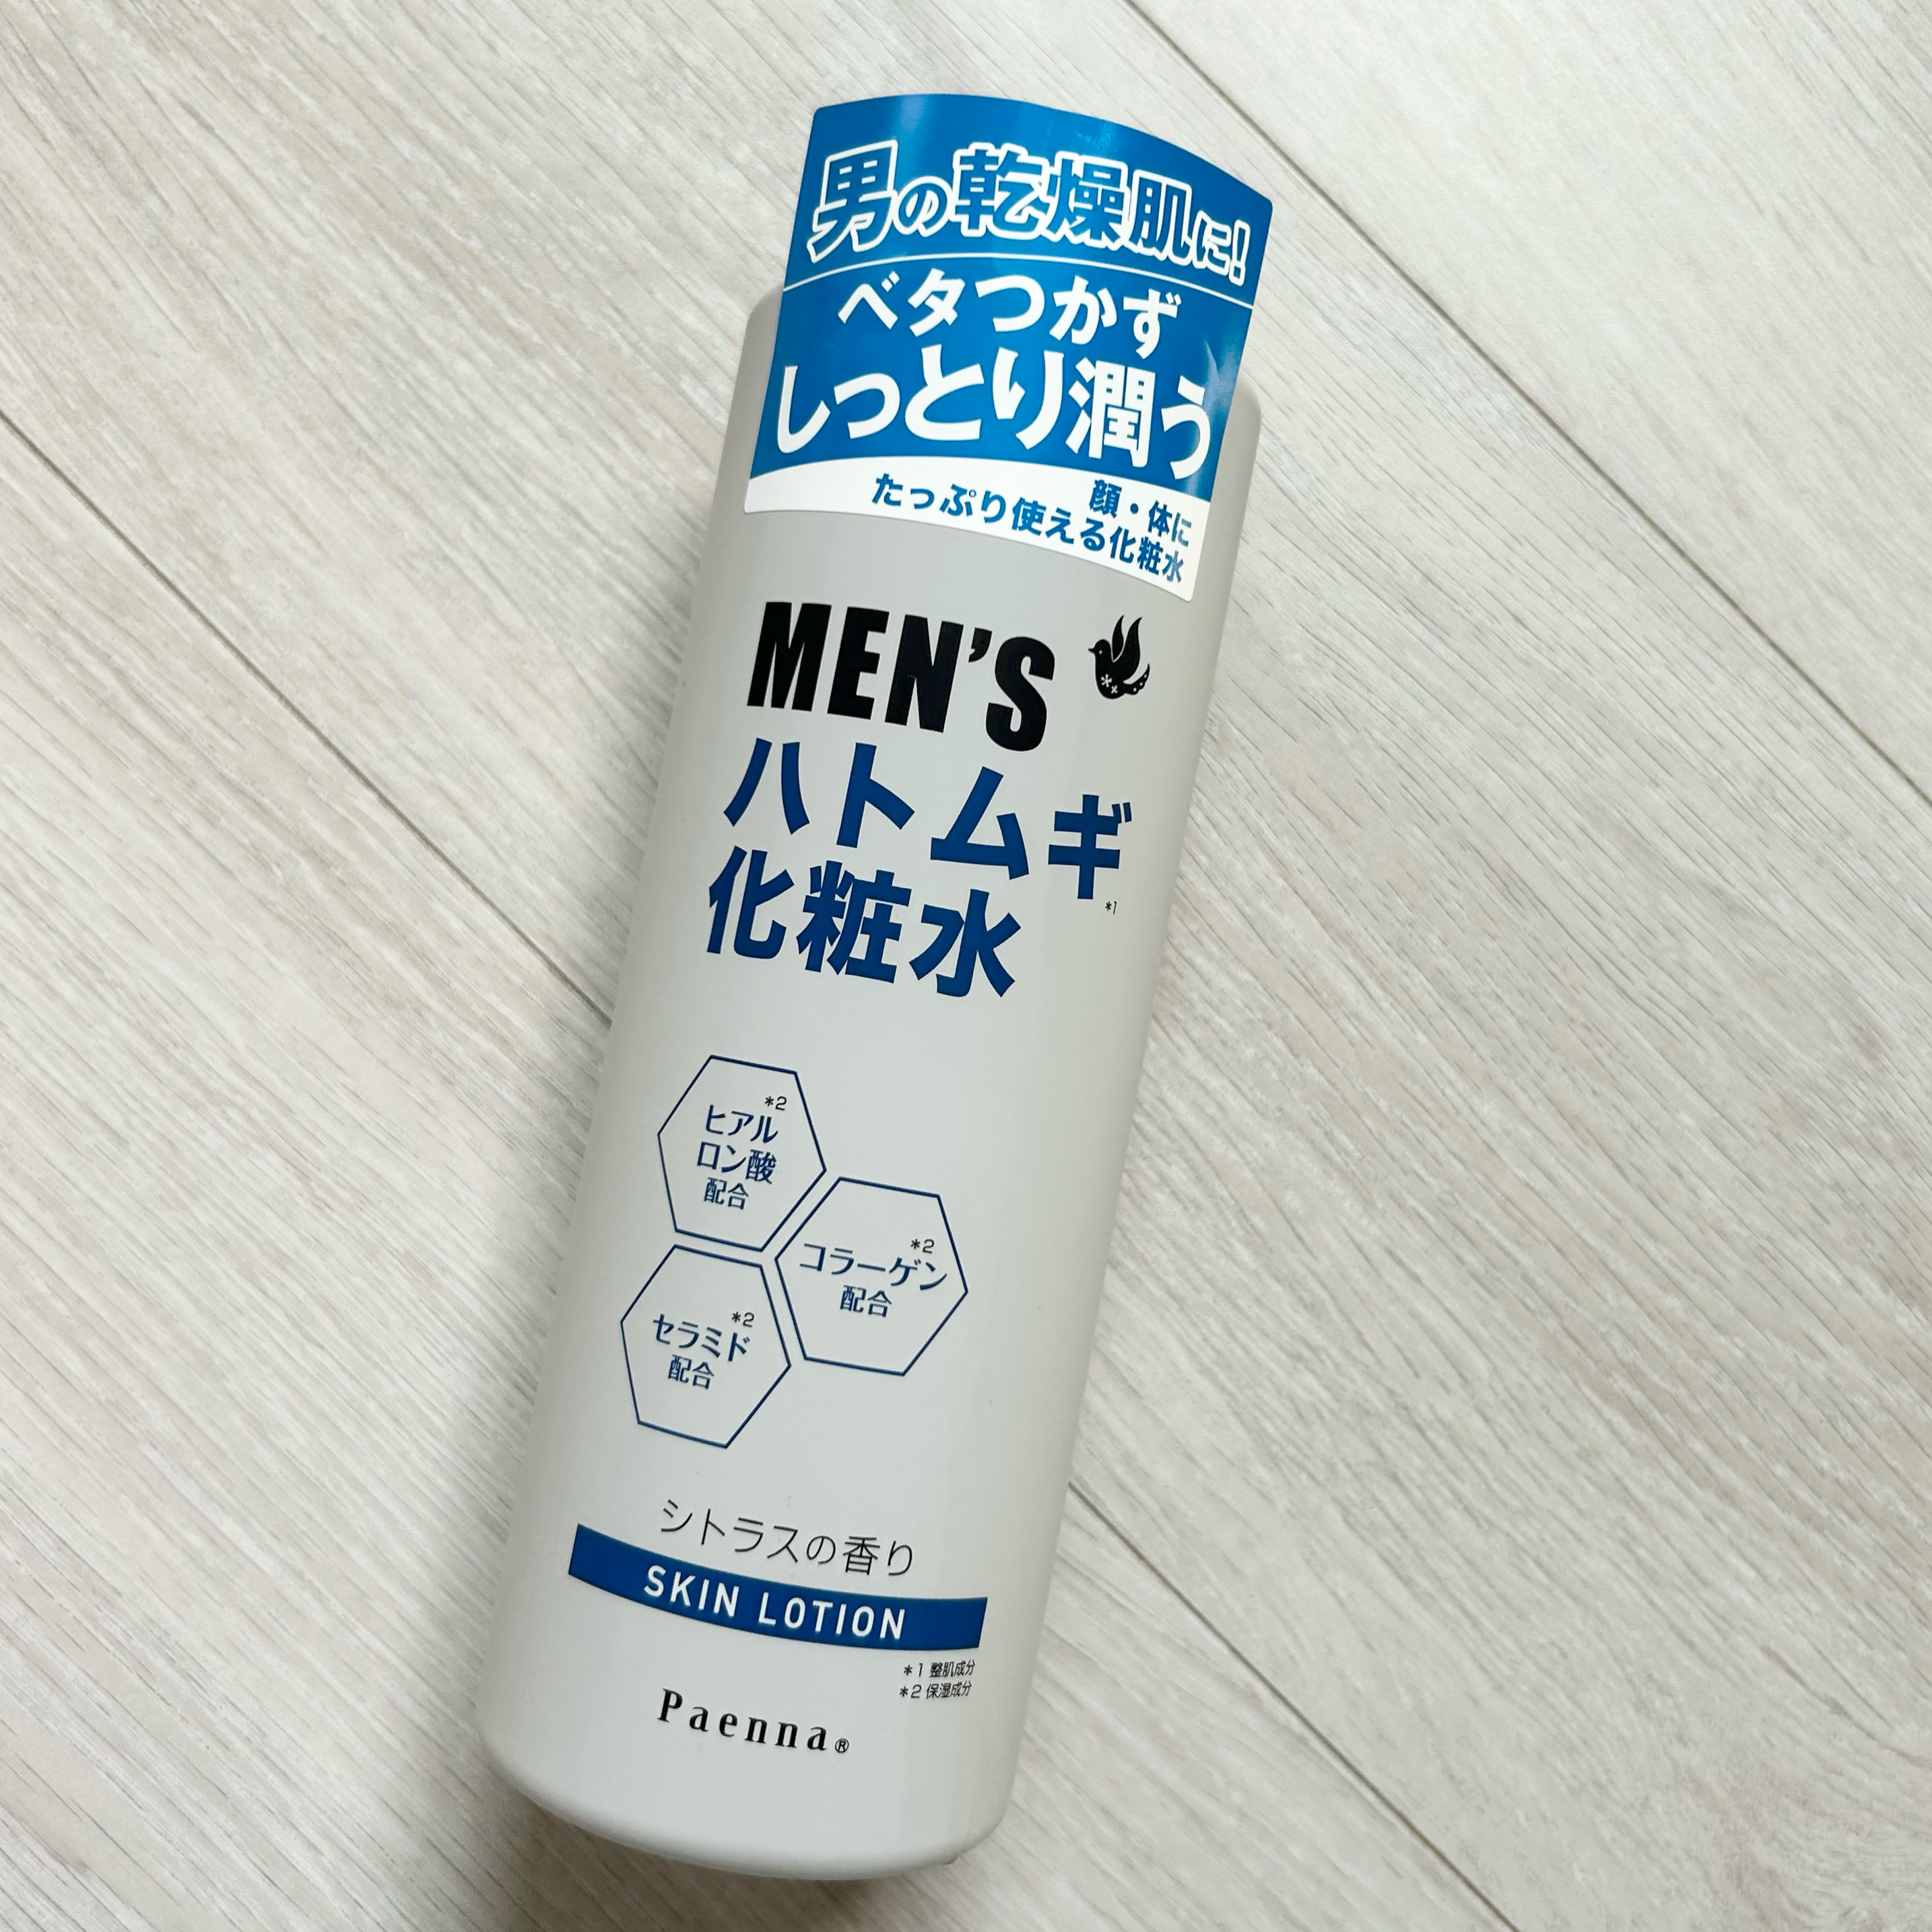 男の乾燥肌に!
ベタつかず
しっとり潤う
顔・体に
たっぷり使える化粧水
MEN'S
ハトムギ*1
化粧水
*2
ヒアル
ロン酸
配合
*2
コラーゲン
配合
*2
セラミド
配合
シトラスの香り
SKIN LOTION
*1 整肌成分
*2 保湿成分
Paenna®